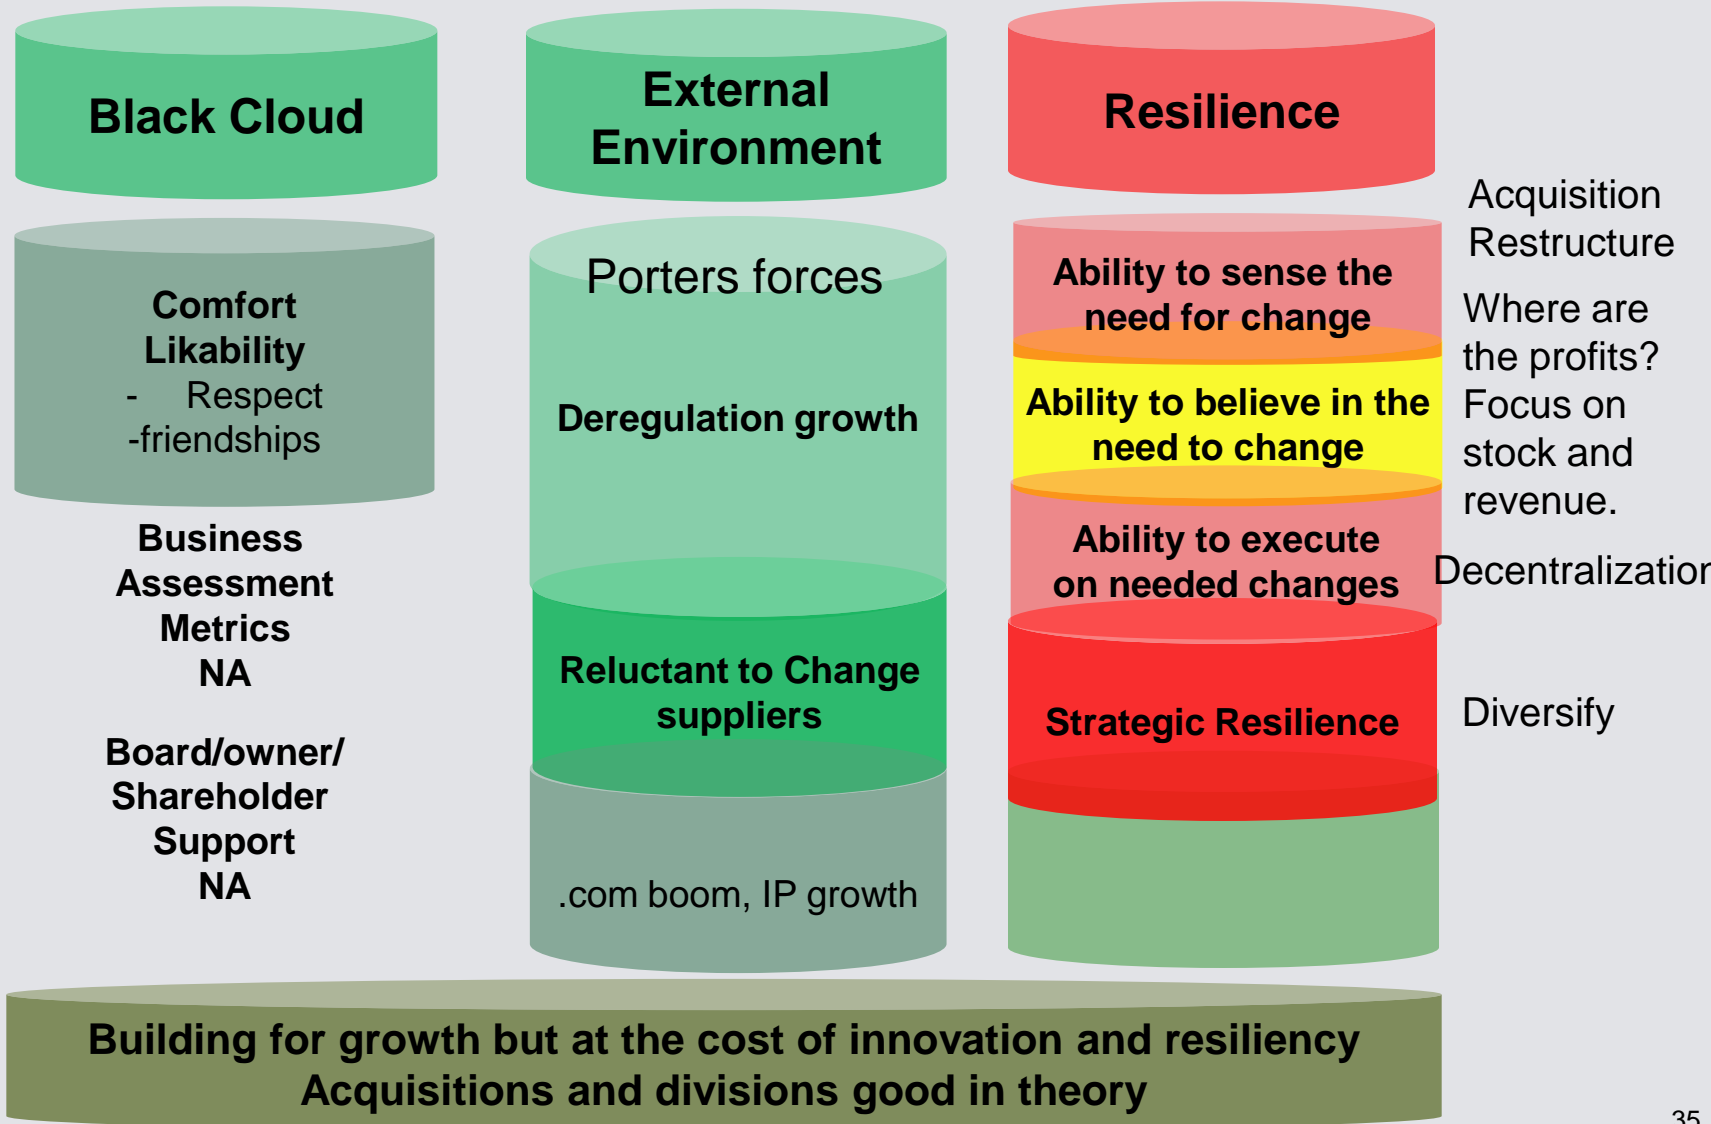 Black Cloud
External
Environment
Resilience
Comfort
Likability
- Respect
-friendships
Business
Assessment
Metrics
NA
Board/owner/
Shareholder
Support
NA
Porters forces
Deregulation growth
Reluctant to Change
suppliers
.com boom, IP growth
Ability to sense the
need for change
Ability to believe in the
need to change
Ability to execute
on needed changes
Strategic Resilience
Acquisition
Restructure
Where are
the profits?
Focus on
stock and
revenue.
Decentralization
Diversify
Building for growth but at the cost of innovation and resiliency
Acquisitions and divisions good in theory
35